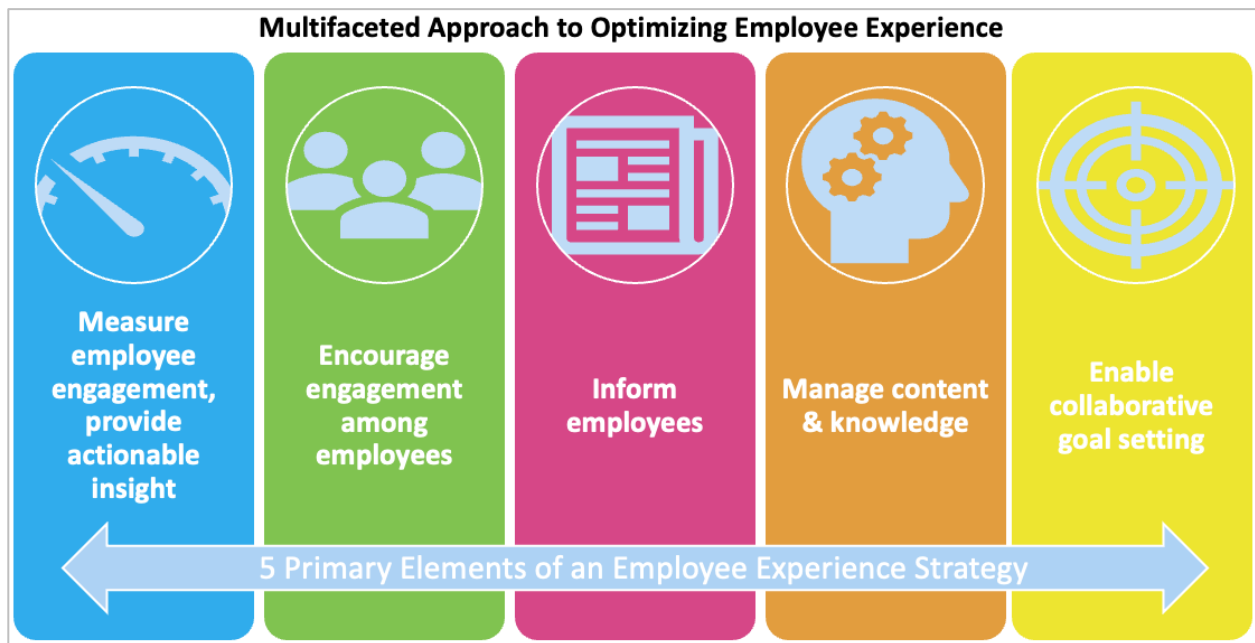 Multifaceted Approach to Optimizing Employee Experience
Measure
employee
engagement,
provide
actionable
insight
Encourage
engagement
among
employees
Inform
employees
Manage content
& knowledge
Enable
collaborative
goal setting
5 Primary Elements of an Employee Experience Strategy